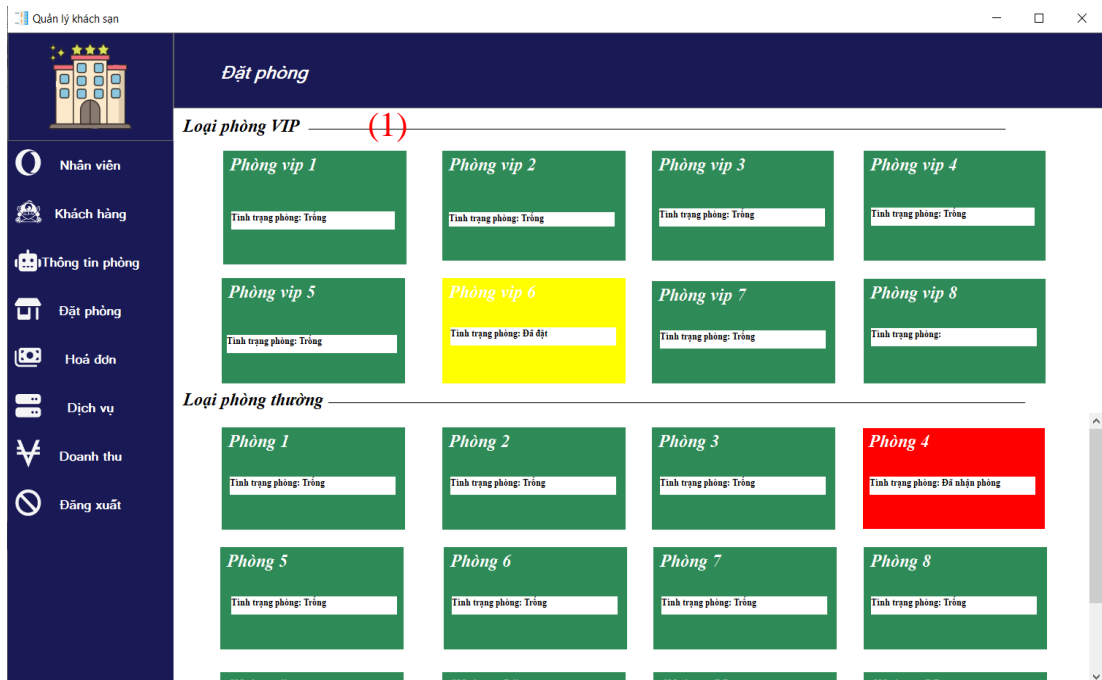 Quản lý khách sạn
Đặt phòng
Nhân viên
Khách hàng
Thông tin phòng
Đặt phòng
Hoá đơn
Dịch vụ
Doanh thu
Đăng xuất
Loại phòng VIP (1)
Phòng vip 1
Phòng vip 2
Phòng vip 3
Phòng vip 4
Tình trạng phòng: Trống
Tình trạng phòng: Trống
Tình trạng phòng: Trống
Tình trạng phòng: Trống
Phòng vip 5
Phòng vip 6
Phòng vip 7
Phòng vip 8
Tình trạng phòng: Trống
Tình trạng phòng: Đã đặt
Tình trạng phòng: Trống
Tình trạng phòng:
Loại phòng thường
Phòng 1
Phòng 2
Phòng 3
Phòng 4
Tình trạng phòng: Trống
Tình trạng phòng: Trống
Tình trạng phòng: Trống
Tình trạng phòng: Đã nhận phòng
Phòng 5
Phòng 6
Phòng 7
Phòng 8
Tình trạng phòng: Trống
Tình trạng phòng: Trống
Tình trạng phòng: Trống
Tình trạng phòng: Trống